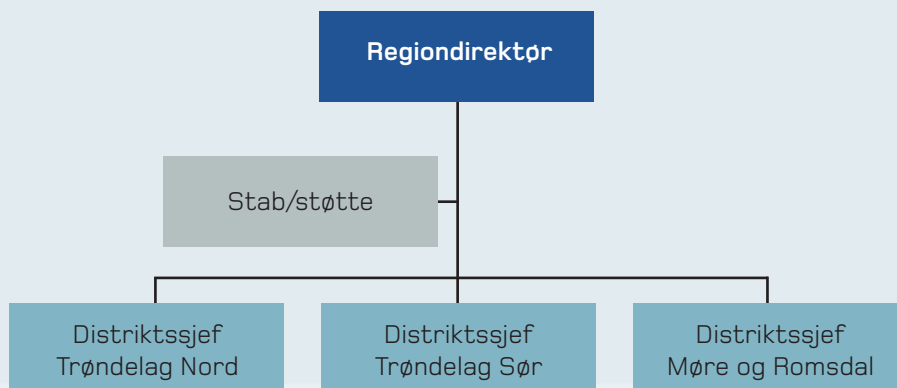 Regiondirektør
Stab/støtte
Distriktssjef
Trøndelag Nord
Distriktssjef
Trøndelag Sør
Distriktssjef
Møre og Romsdal